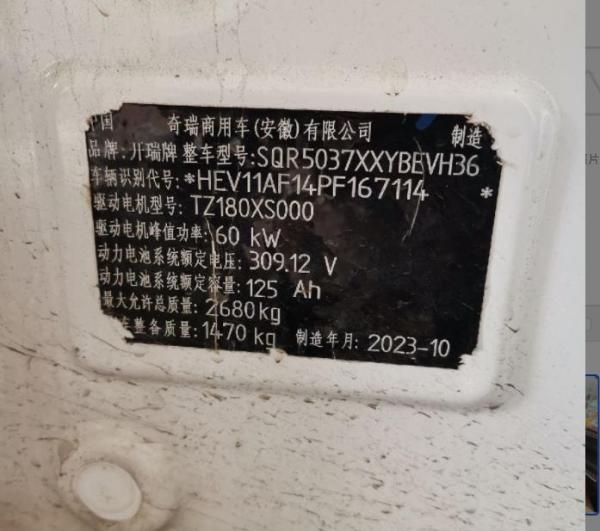 中国 奇瑞商用车(安徽)有限公司 制造
品牌:开瑞牌 整车型号:SQR5037XXYBEVH36
车辆识别代号:*HEV11AF14PF167114 *
驱动电机型号:TZ180XS000
驱动电机峰值功率:60 kW
动力电池系统额定电压:309.12 V
动力电池系统额定容量:125 Ah
最大允许总质量:2680kg
整备质量:1470 kg 制造年月:2023-10